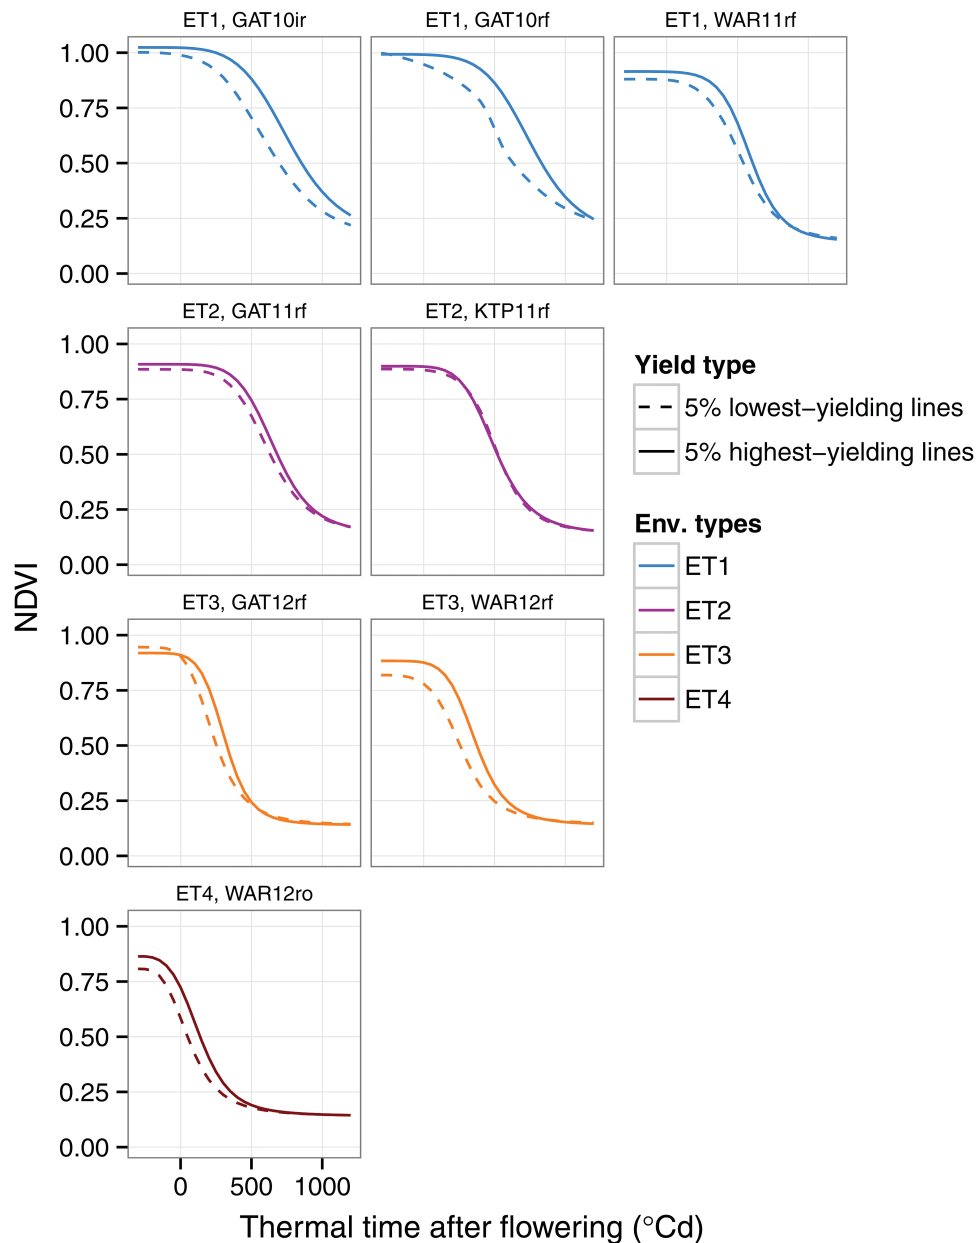 ET1, GAT10ir
ET1, GAT10rf
ET1, WAR11rf
1.00
0.75
0.50
0.25
0.00
ET2, GAT11rf
ET2, KTP11rf
1.00
0.75
0.50
0.25
0.00
Yield type
5% lowest−yielding lines
5% highest−yielding lines
Env. types
ET1
ET2
ET3
ET4
NDVI
ET3, GAT12rf
ET3, WAR12rf
1.00
0.75
0.50
0.25
0.00
ET4, WAR12ro
1.00
0.75
0.50
0.25
0.00
0 500 1000
Thermal time after flowering (°Cd)